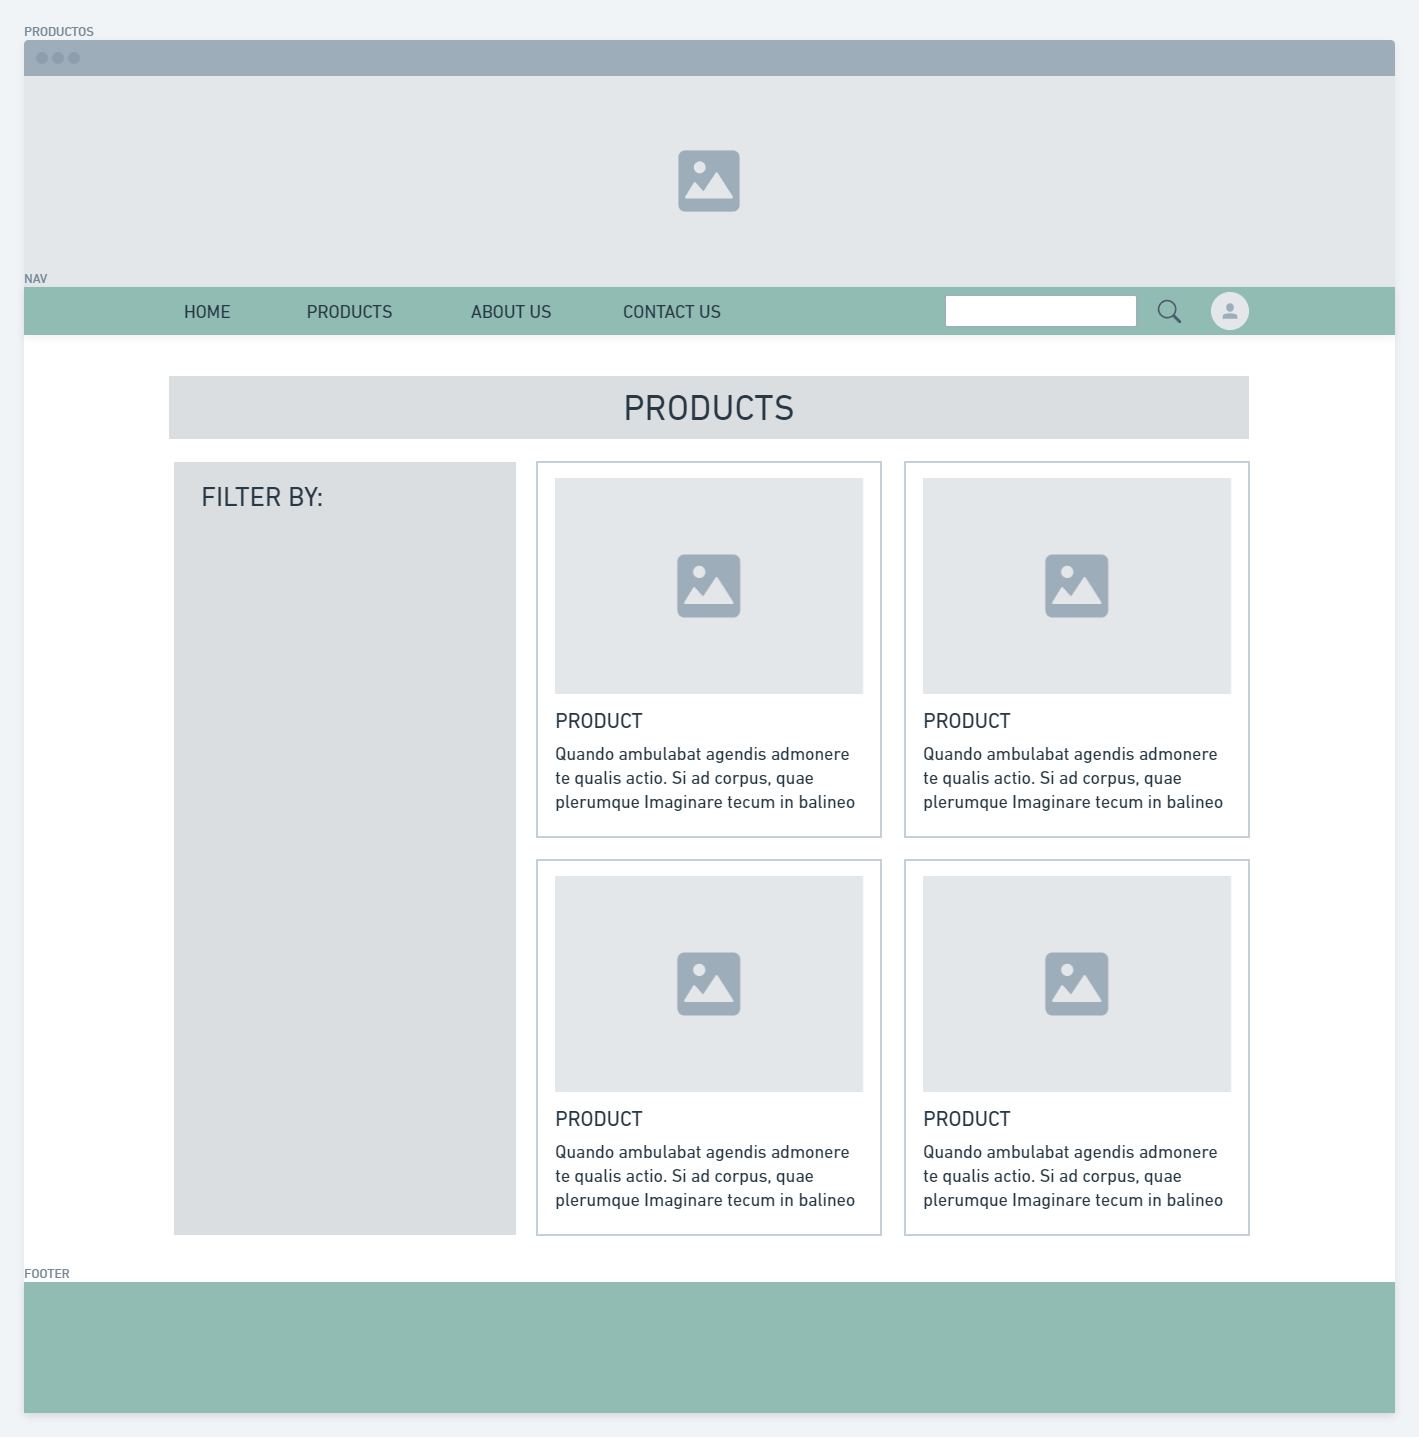 PRODUCTOS
NAV
HOME PRODUCTS ABOUT US CONTACT US
PRODUCTS
FILTER BY:
PRODUCT
Quando ambulabat agendis admonere
te qualis actio. Si ad corpus, quae
plerumque Imaginare tecum in balineo
PRODUCT
Quando ambulabat agendis admonere
te qualis actio. Si ad corpus, quae
plerumque Imaginare tecum in balineo
PRODUCT
Quando ambulabat agendis admonere
te qualis actio. Si ad corpus, quae
plerumque Imaginare tecum in balineo
PRODUCT
Quando ambulabat agendis admonere
te qualis actio. Si ad corpus, quae
plerumque Imaginare tecum in balineo
FOOTER